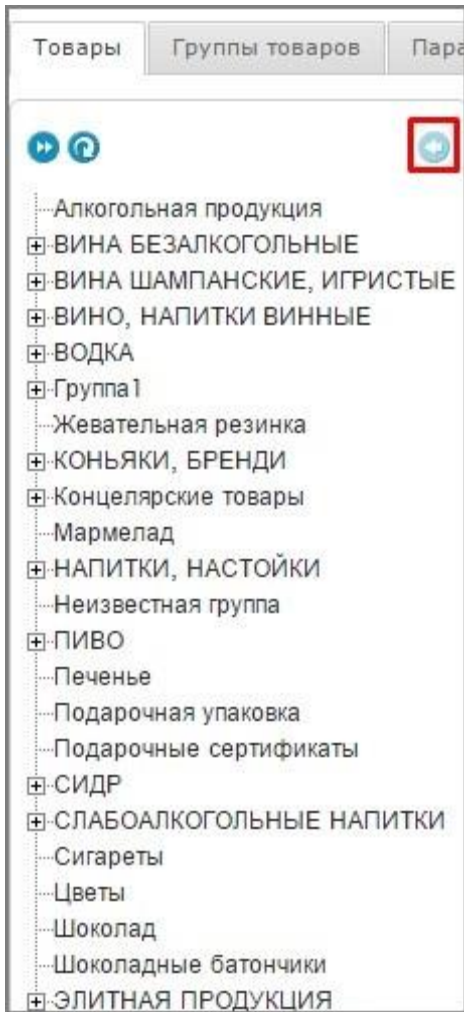 Товары
Группы товаров
Пара
Алкогольная продукция
ВИНА БЕЗАЛКОГОЛЬНЫЕ
ВИНА ШАМПАНСКИЕ, ИГРИСТЫЕ
ВИНО, НАПИТКИ ВИННЫЕ
ВОДКА
Группа1
Жевательная резинка
КОНЬЯКИ, БРЕНДИ
Концелярские товары
Мармелад
НАПИТКИ, НАСТОЙКИ
Неизвестная группа
ПИВО
Печенье
Подарочная упаковка
Подарочные сертификаты
СИДР
СЛАБОАЛКОГОЛЬНЫЕ НАПИТКИ
Сигареты
Цветы
Шоколад
Шоколадные батончики
ЭЛИТНАЯ ПРОДУКЦИЯ